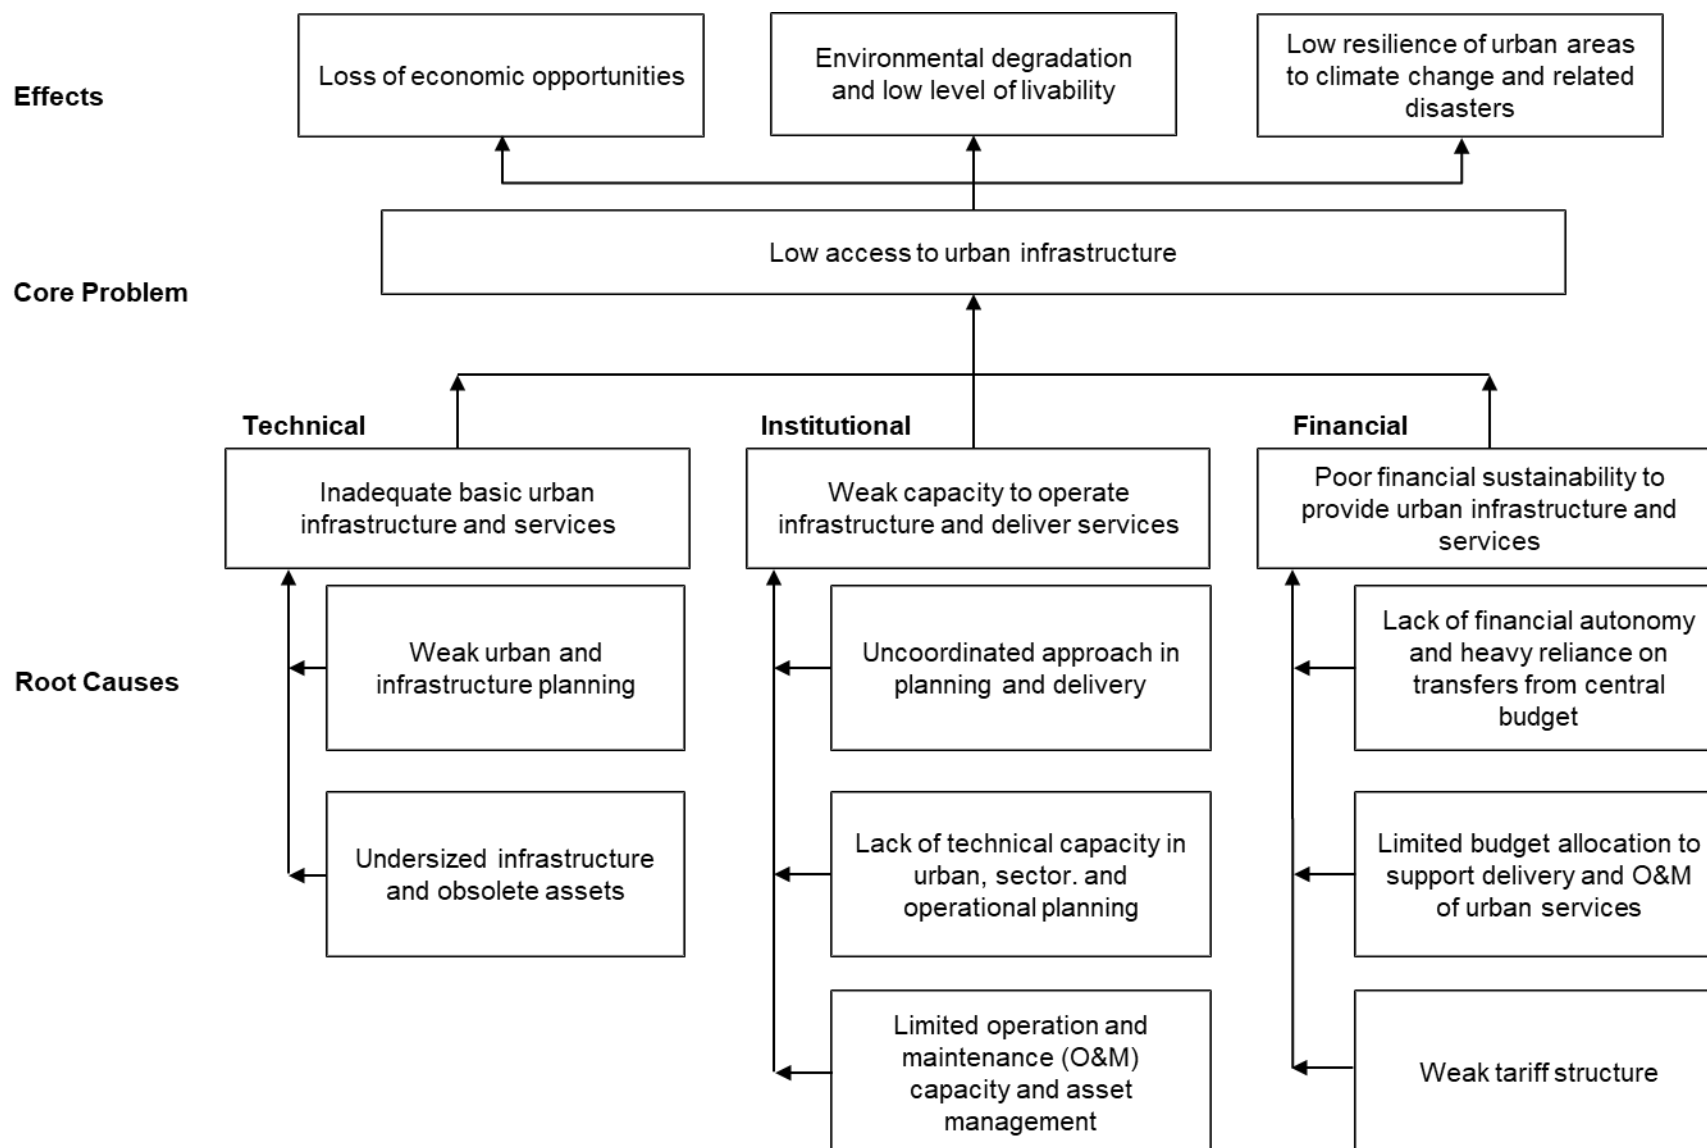 Effects
Loss of economic opportunities
Environmental degradation
and low level of livability
Low resilience of urban areas
to climate change and related
disasters
Core Problem
Low access to urban infrastructure
Technical
Institutional
Financial
Inadequate basic urban
infrastructure and services
Weak capacity to operate
infrastructure and deliver services
Poor financial sustainability to
provide urban infrastructure and
services
Root Causes
Weak urban and
infrastructure planning
Uncoordinated approach in
planning and delivery
Lack of financial autonomy
and heavy reliance on
transfers from central
budget
Undersized infrastructure
and obsolete assets
Lack of technical capacity in
urban, sector. and
operational planning
Limited budget allocation to
support delivery and O&M
of urban services
Limited operation and
maintenance (O&M)
capacity and asset
management
Weak tariff structure